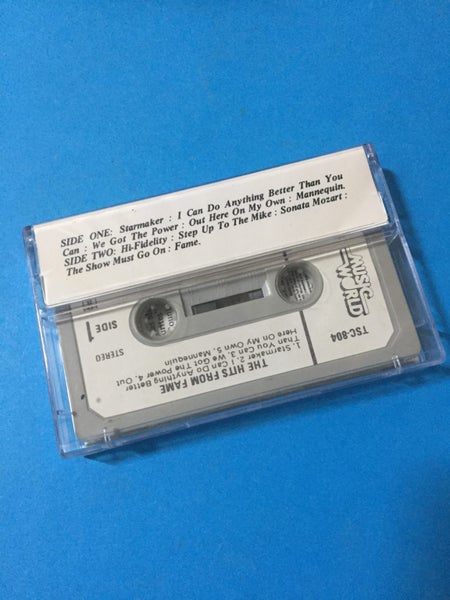 SIDE ONE: Starmaker : I Can Do Anything Better Than You
Can : We Got The Power : Out Here On My Own : Mannequin.
SIDE TWO: Hi-Fidelity : Step Up To The Mike : Sonata Mozart :
The Show Must Go On : Fame.
MUSIC
WORLD
TSC-804
SIDE 1
STEREO
THE HITS FROM FAME
1. Starmaker 2. I Can Do Anything Better
Than You Can 3. We Got The Power 4. Out
Here On My Own 5. Mannequin